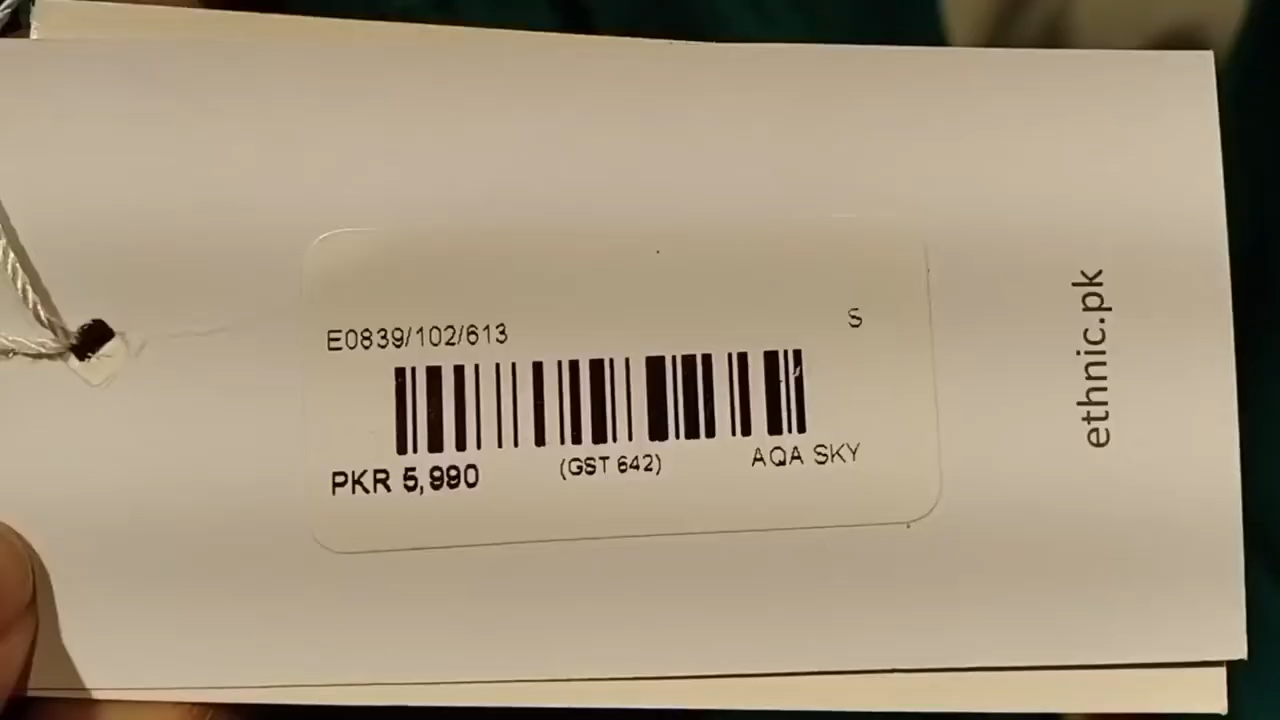 E0839/102/613
S
PKR 5,990
(GST 642)
AQA SKY
ethnic.pk